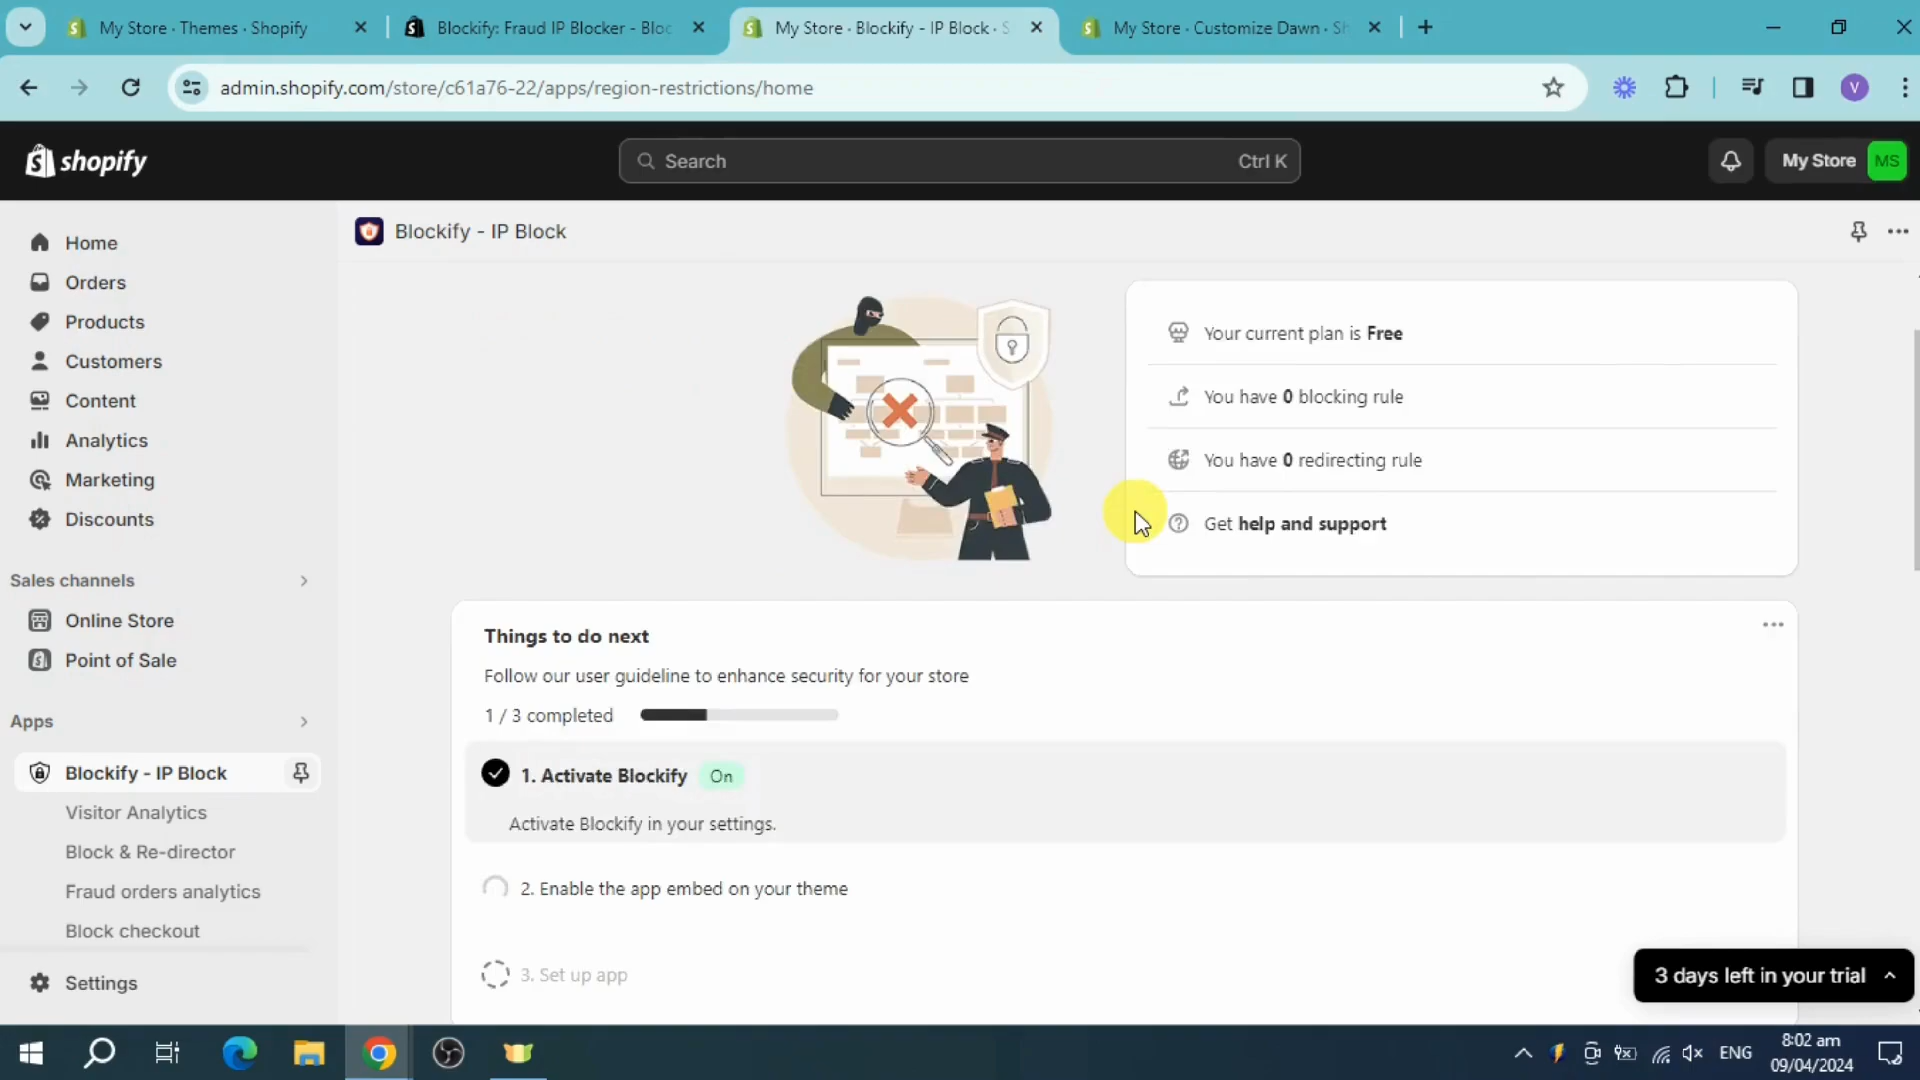 My Store · Themes · Shopify
Blockify: Fraud IP Blocker - Bloc
My Store · Blockify - IP Block · S
My Store · Customize Dawn · Sh
admin.shopify.com/store/c61a76-22/apps/region-restrictions/home
V
shopify
Search
Ctrl K
My Store
MS
Home
Orders
Products
Customers
Content
Analytics
Marketing
Discounts
Sales channels
Online Store
Point of Sale
Apps
Blockify - IP Block
Visitor Analytics
Block & Re-director
Fraud orders analytics
Block checkout
Settings
Blockify - IP Block
Your current plan is Free
You have 0 blocking rule
You have 0 redirecting rule
Get help and support
Things to do next
Follow our user guideline to enhance security for your store
1 / 3 completed
1. Activate Blockify On
Activate Blockify in your settings.
2. Enable the app embed on your theme
3. Set up app
3 days left in your trial
ENG
8:02 am
09/04/2024